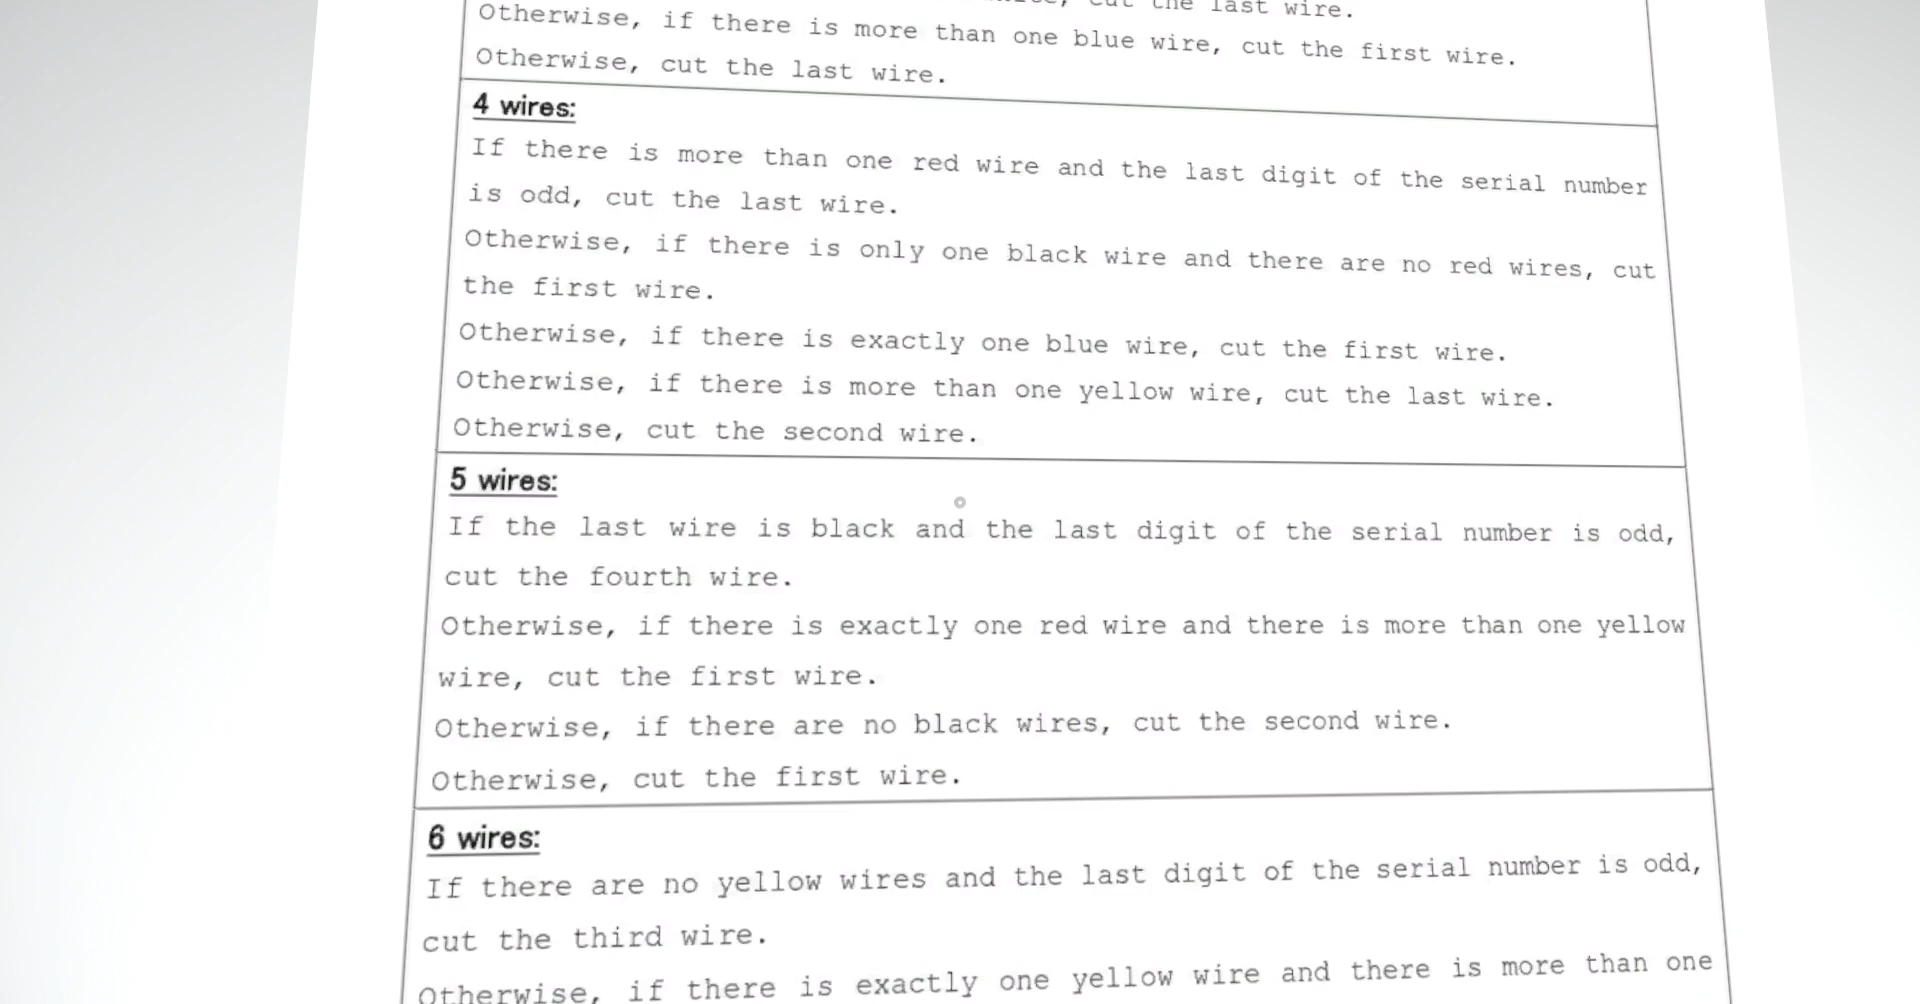 cut the last wire.
Otherwise, if there is more than one blue wire, cut the first wire.
Otherwise, cut the last wire.
4 wires:
If there is more than one red wire and the last digit of the serial number
is odd, cut the last wire.
Otherwise, if there is only one black wire and there are no red wires, cut
the first wire.
Otherwise, if there is exactly one blue wire, cut the first wire.
Otherwise, if there is more than one yellow wire, cut the last wire.
Otherwise, cut the second wire.
5 wires:
If the last wire is black and the last digit of the serial number is odd,
cut the fourth wire.
Otherwise, if there is exactly one red wire and there is more than one yellow
wire, cut the first wire.
Otherwise, if there are no black wires, cut the second wire.
Otherwise, cut the first wire.
6 wires:
If there are no yellow wires and the last digit of the serial number is odd,
cut the third wire.
Otherwise, if there is exactly one yellow wire and there is more than one